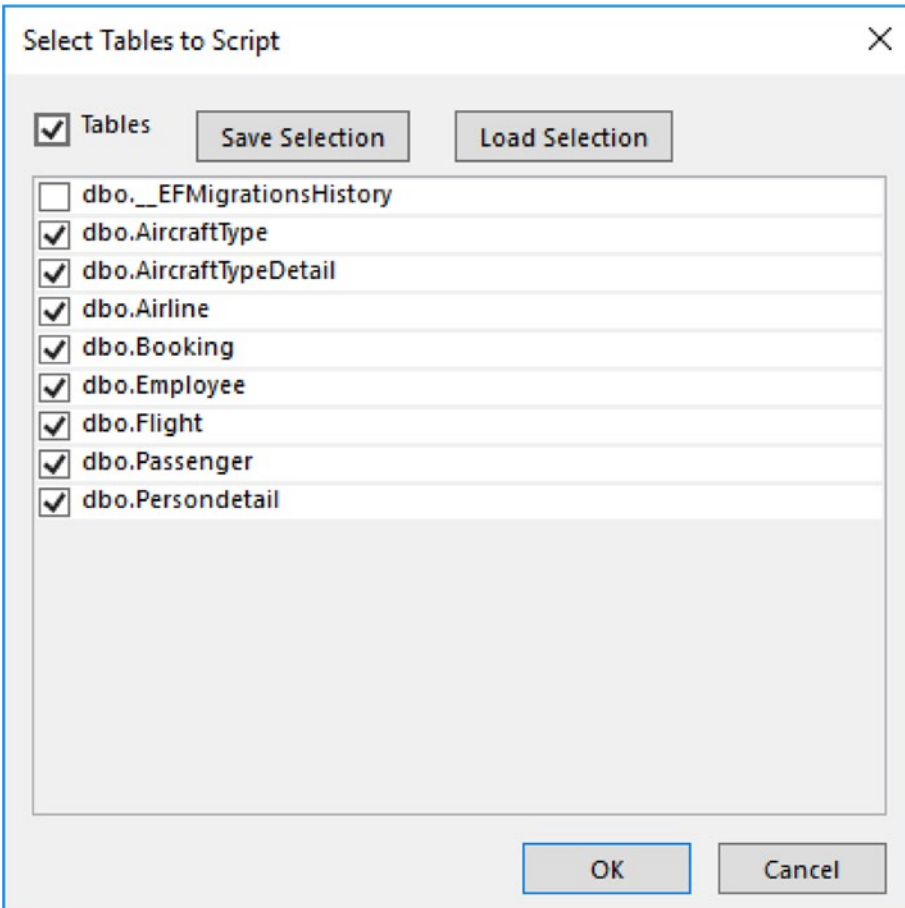 Select Tables to Script
Tables
Save Selection
Load Selection
dbo.__EFMigrationsHistory
dbo.AircraftType
dbo.AircraftTypeDetail
dbo.Airline
dbo.Booking
dbo.Employee
dbo.Flight
dbo.Passenger
dbo.Persondetail
OK
Cancel